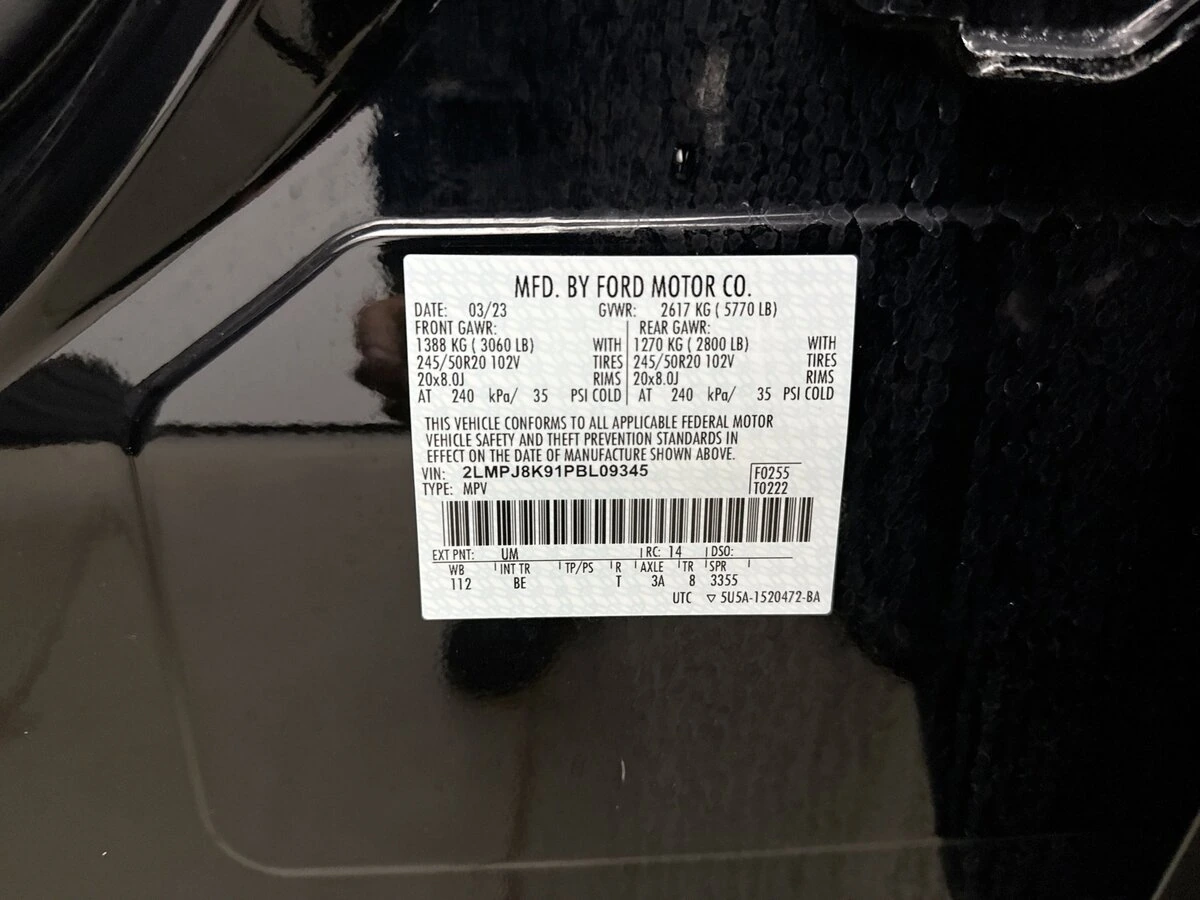 MFD. BY FORD MOTOR CO.
DATE: 03/23 GVWR: 2617 KG ( 5770 LB)
FRONT GAWR: REAR GAWR:
1388 KG ( 3060 LB) WITH 1270 KG ( 2800 LB) WITH
245/50R20 102V TIRES 245/50R20 102V TIRES
20x8.0J RIMS 20x8.0J RIMS
AT 240 kPa/ 35 PSI COLD AT 240 kPa/ 35 PSI COLD
THIS VEHICLE CONFORMS TO ALL APPLICABLE FEDERAL MOTOR
VEHICLE SAFETY AND THEFT PREVENTION STANDARDS IN
EFFECT ON THE DATE OF MANUFACTURE SHOWN ABOVE.
VIN: 2LMPJ8K91PBL09345 F0255
TYPE: MPV T0222
EXT PNT: UM RC: 14 DSO:
WB INT TR TP/PS R AXLE TR SPR
112 BE T 3A 8 3355
UTC ▽ 5U5A-1520472-BA